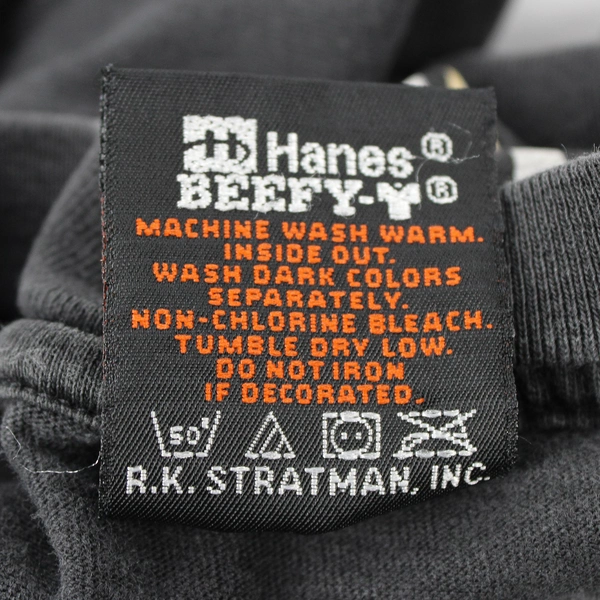 Hanes®
BEEFY-T®
MACHINE WASH WARM.
INSIDE OUT.
WASH DARK COLORS
SEPARATELY.
NON-CHLORINE BLEACH.
TUMBLE DRY LOW.
DO NOT IRON
IF DECORATED.
50°
R.K. STRATMAN, INC.